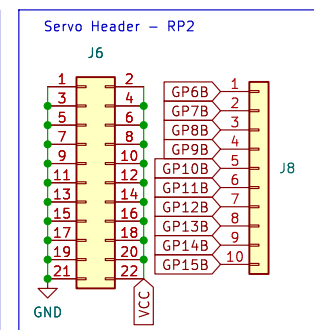 Servo Header — RP2
J6
1 2
3 4
5 6
7 8
9 10
11 12
13 14
15 16
17 18
19 20
21 22
GND
VCC
GP6B 1
GP7B 2
GP8B 3
GP9B 4
GP10B 5
GP11B 6
GP12B 7
GP13B 8
GP14B 9
GP15B 10
J8